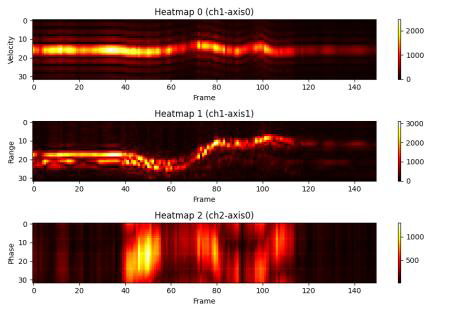 Heatmap 0 (ch1-axis0)
Velocity
0
10
20
30
0 20 40 60 80 100 120 140
Frame
2000
1000
0
Heatmap 1 (ch1-axis1)
Range
0
10
20
30
0 20 40 60 80 100 120 140
Frame
3000
2000
1000
0
Heatmap 2 (ch2-axis0)
Phase
0
10
20
30
0 20 40 60 80 100 120 140
Frame
1000
500